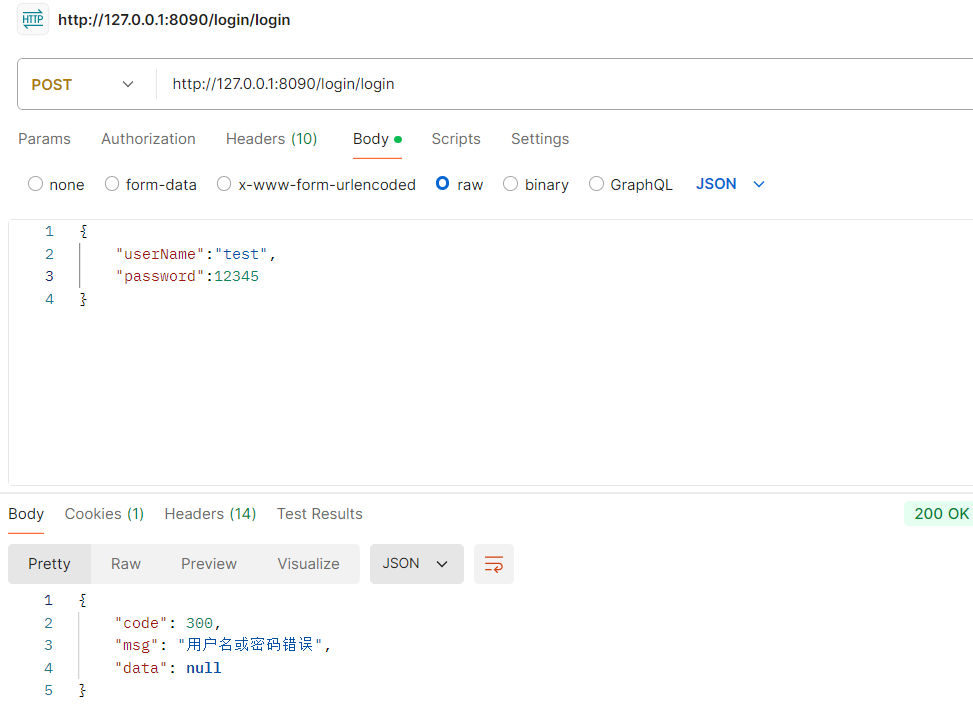 HTTP http://127.0.0.1:8090/login/login
POST http://127.0.0.1:8090/login/login
Params Authorization Headers (10) Body Scripts Settings
none form-data x-www-form-urlencoded raw binary GraphQL JSON
1 {
2 "userName":"test",
3 "password":12345
4 }
Body Cookies (1) Headers (14) Test Results 200 OK
Pretty Raw Preview Visualize JSON
1 {
2 "code": 300,
3 "msg": "用户名或密码错误",
4 "data": null
5 }